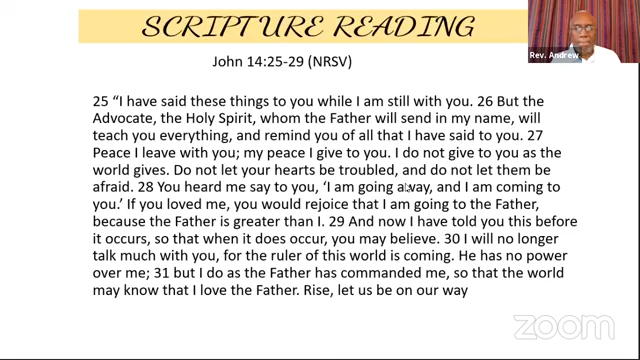 SCRIPTURE READING
Rev. Andrew
John 14:25-29 (NRSV)
25 “I have said these things to you while I am still with you. 26 But the
Advocate, the Holy Spirit, whom the Father will send in my name, will
teach you everything, and remind you of all that I have said to you. 27
Peace I leave with you; my peace I give to you. I do not give to you as the
world gives. Do not let your hearts be troubled, and do not let them be
afraid. 28 You heard me say to you, ‘I am going away, and I am coming to
you.’ If you loved me, you would rejoice that I am going to the Father,
because the Father is greater than I. 29 And now I have told you this before
it occurs, so that when it does occur, you may believe. 30 I will no longer
talk much with you, for the ruler of this world is coming. He has no power
over me; 31 but I do as the Father has commanded me, so that the world
may know that I love the Father. Rise, let us be on our way
zoom